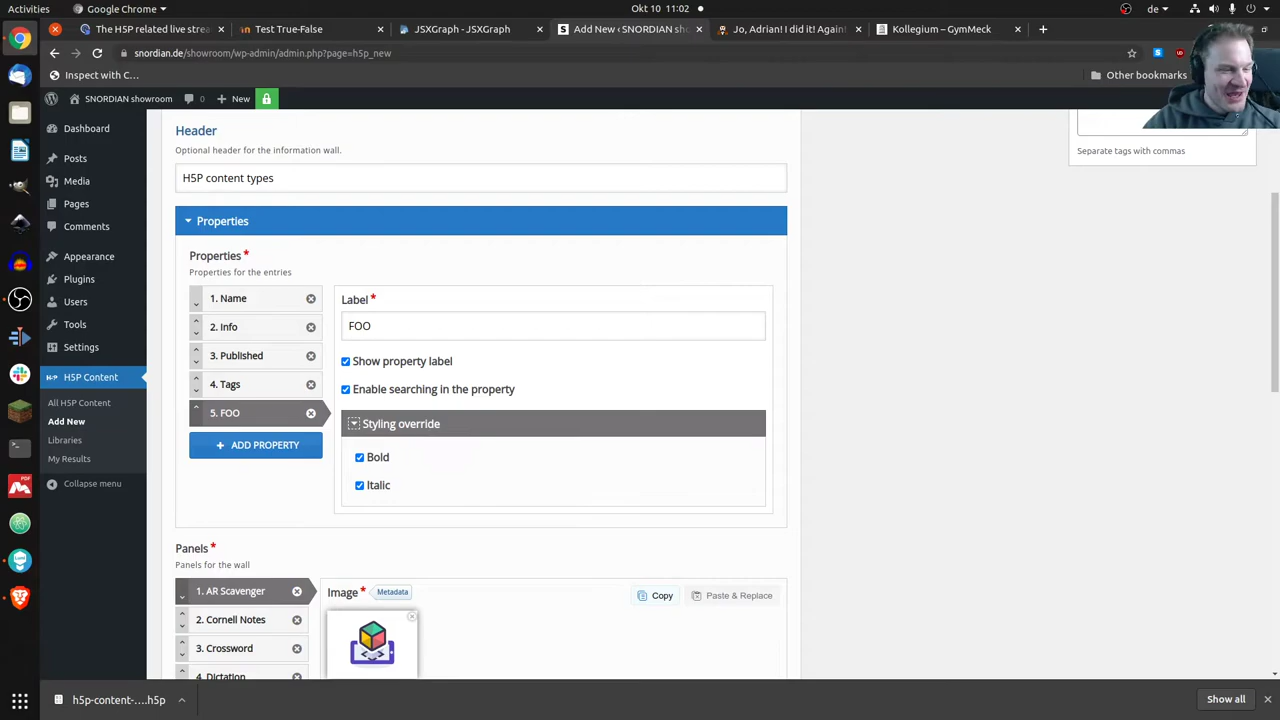 Activities
Google Chrome
Okt 10 11:02
de
The H5P related live strea
Test True-False
JSXGraph - JSXGraph
Add New ‹ SNORDIAN sho
Jo, Adrian! I did it! Again!
Kollegium – GymMeck
snordian.de/showroom/wp-admin/admin.php?page=h5p_new
Inspect with C...
Other bookmarks
SNORDIAN showroom
0
New
Dashboard
Posts
Media
Pages
Comments
Appearance
Plugins
Users
Tools
Settings
H5P Content
All H5P Content
Add New
Libraries
My Results
Collapse menu
Header
Optional header for the information wall.
H5P content types
Properties
Properties *
Properties for the entries
1. Name
2. Info
3. Published
4. Tags
5. FOO
+ ADD PROPERTY
Label *
FOO
Show property label
Enable searching in the property
Styling override
Bold
Italic
Panels *
Panels for the wall
1. AR Scavenger
2. Cornell Notes
3. Crossword
4. Dictation
Image *
Metadata
Copy
Paste & Replace
Separate tags with commas
h5p-content-....h5p
Show all